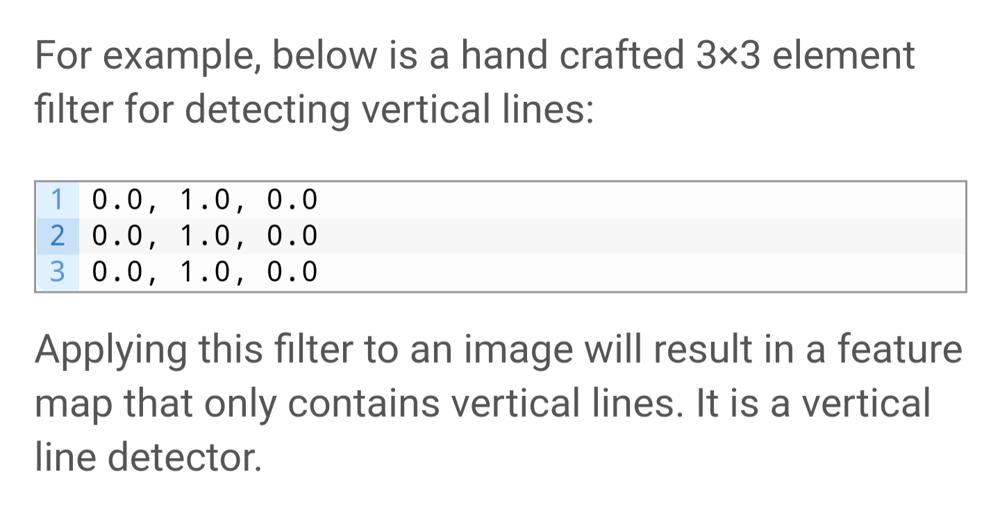 For example, below is a hand crafted 3×3 element
filter for detecting vertical lines:
1 0.0, 1.0, 0.0
2 0.0, 1.0, 0.0
3 0.0, 1.0, 0.0
Applying this filter to an image will result in a feature
map that only contains vertical lines. It is a vertical
line detector.